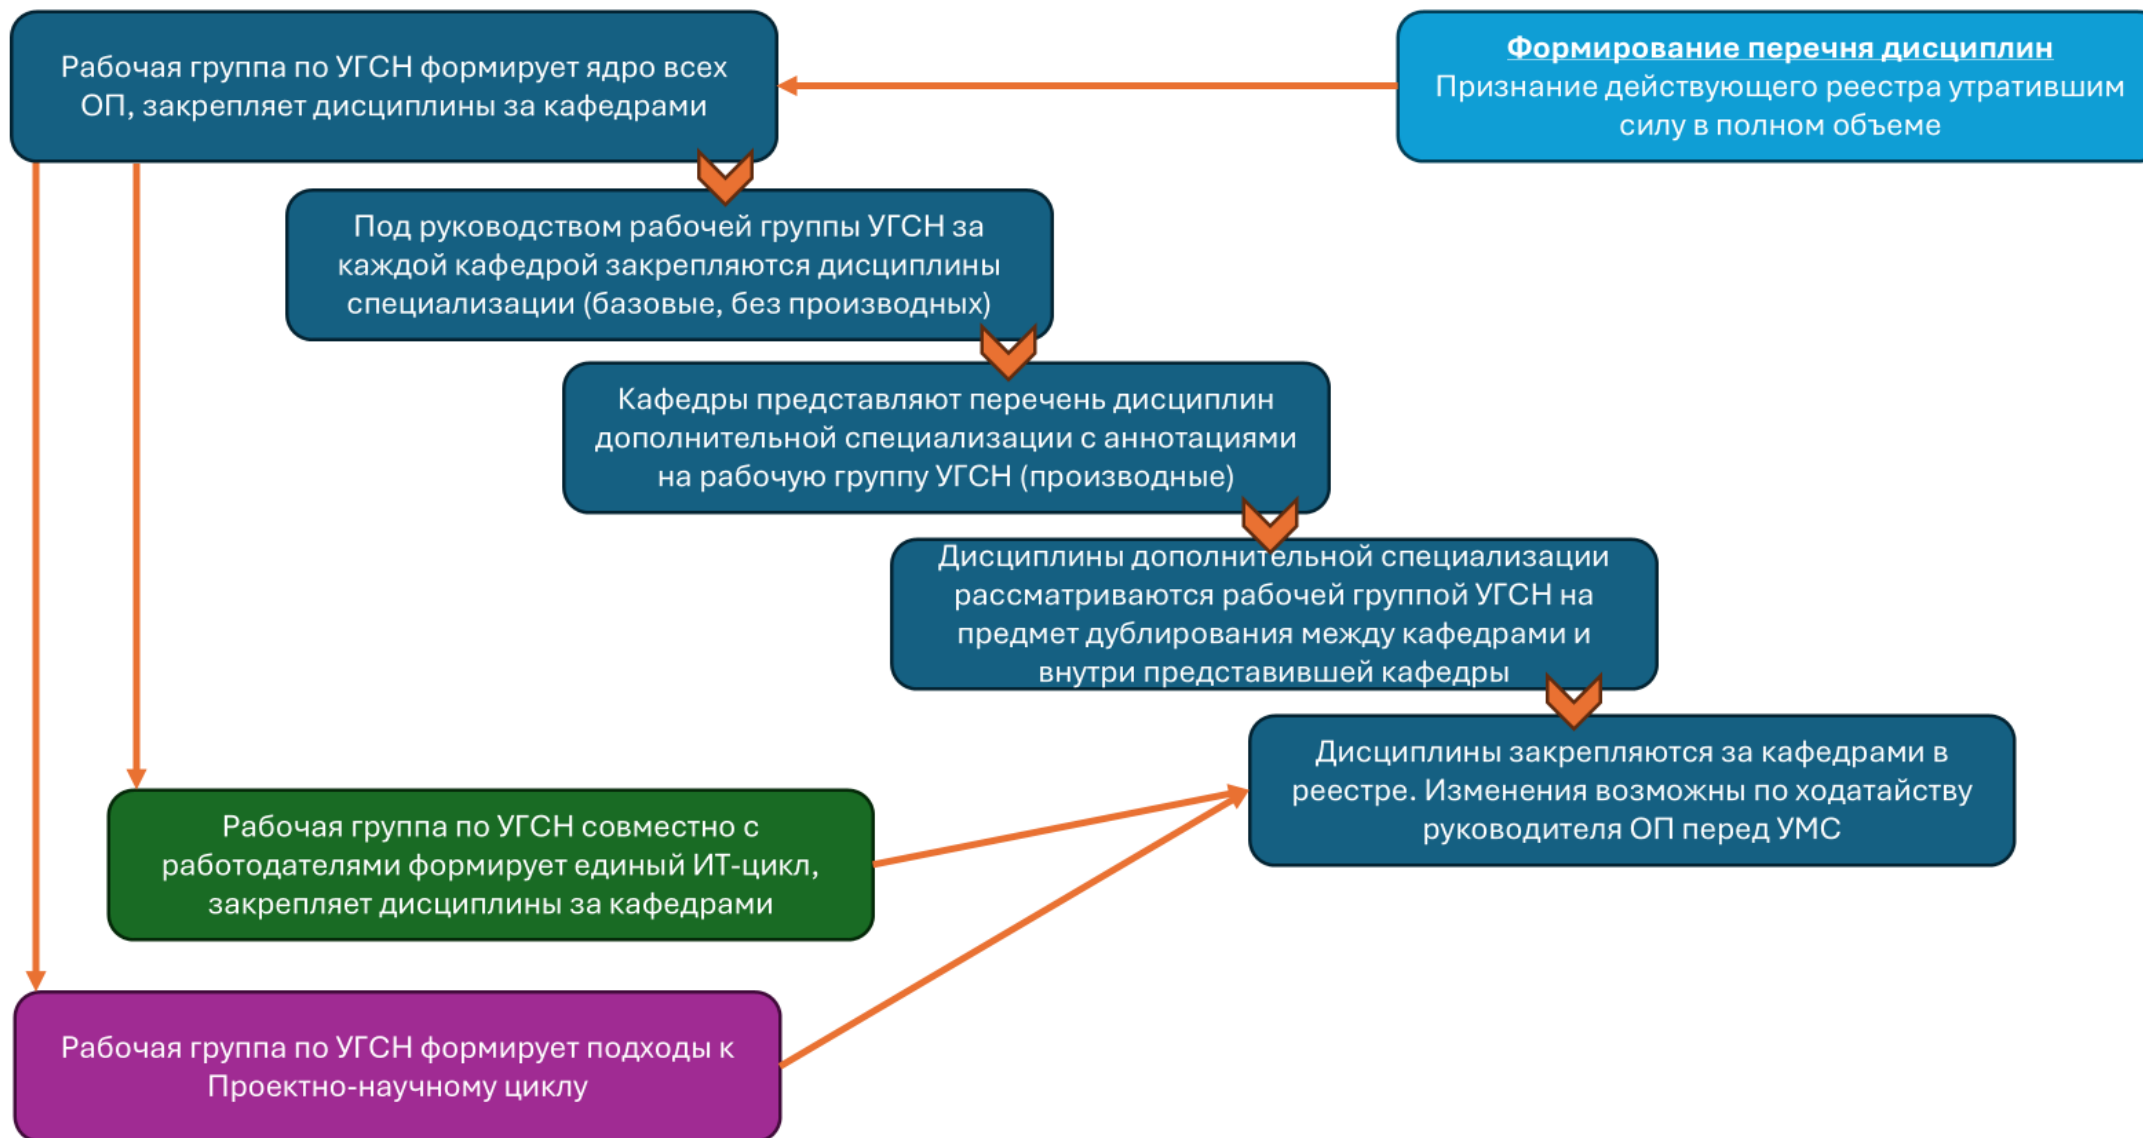 Рабочая группа по УГСН формирует ядро всех
ОП, закрепляет дисциплины за кафедрами
Формирование перечня дисциплин
Признание действующего реестра утратившим
силу в полном объеме
Под руководством рабочей группы УГСН за
каждой кафедрой закрепляются дисциплины
специализации (базовые, без производных)
Кафедры представляют перечень дисциплин
дополнительной специализации с аннотациями
на рабочую группу УГСН (производные)
Дисциплины дополнительной специализации
рассматриваются рабочей группой УГСН на
предмет дублирования между кафедрами и
внутри представившей кафедры
Дисциплины закрепляются за кафедрами в
реестре. Изменения возможны по ходатайству
руководителя ОП перед УМС
Рабочая группа по УГСН совместно с
работодателями формирует единый ИТ-цикл,
закрепляет дисциплины за кафедрами
Рабочая группа по УГСН формирует подходы к
Проектно-научному циклу